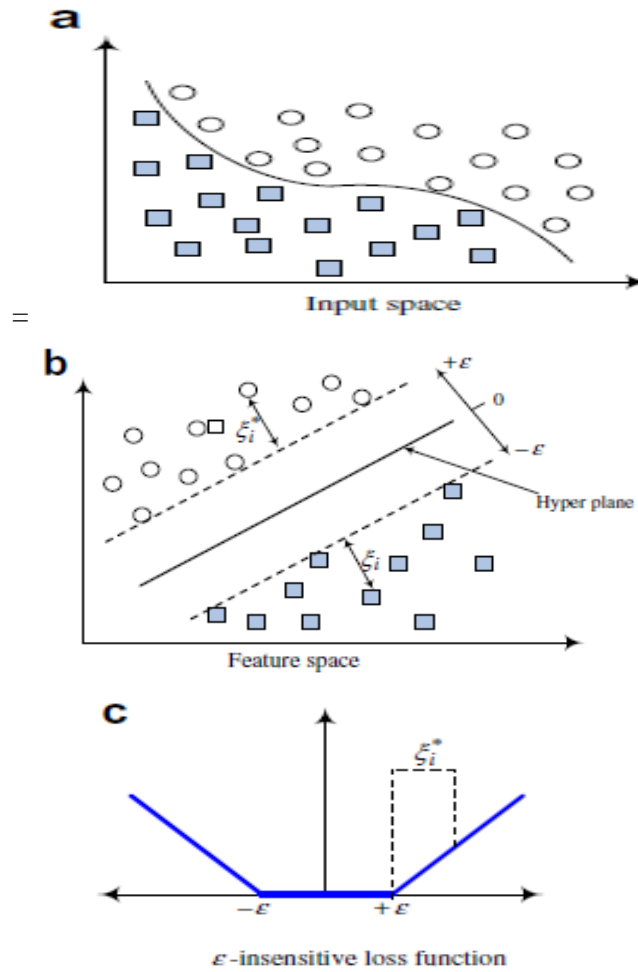 a
Input space
=
b
+ε
0
ξᵢ*
−ε
Hyper plane
ξᵢ
Feature space
c
ξᵢ*
−ε
+ε
ε-insensitive loss function